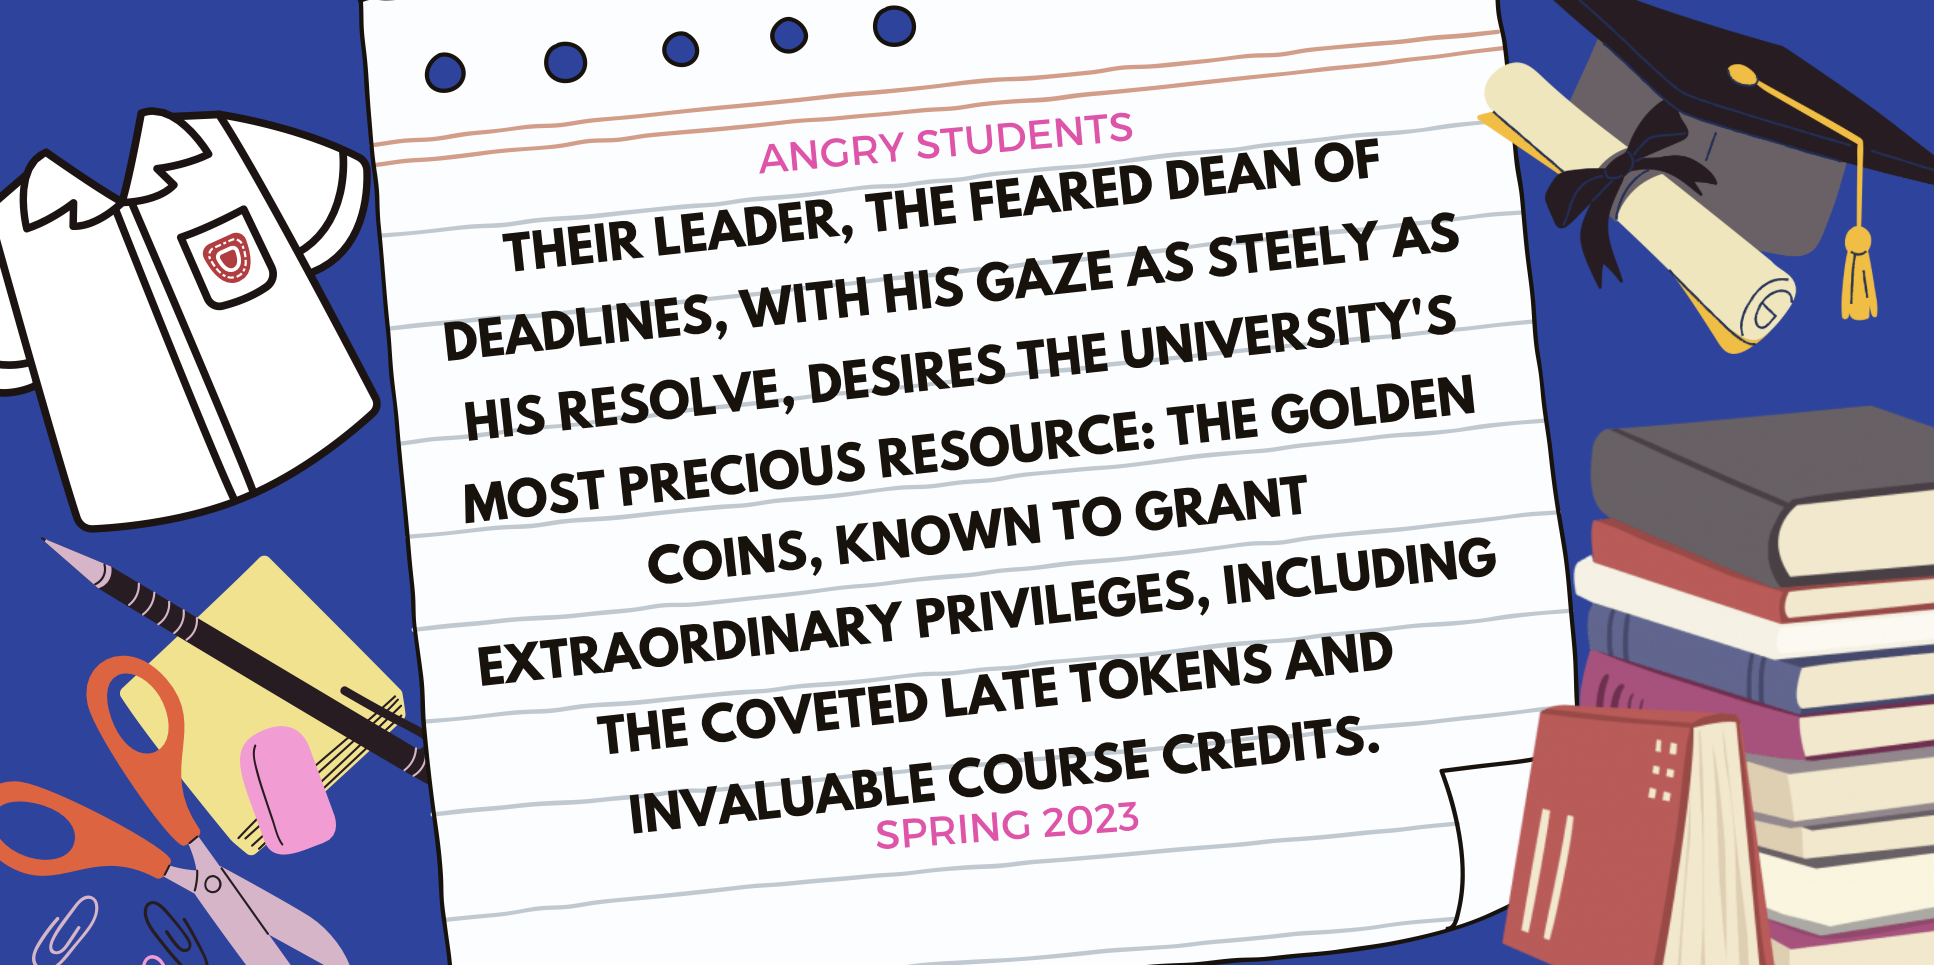 ANGRY STUDENTS
THEIR LEADER, THE FEARED DEAN OF
DEADLINES, WITH HIS GAZE AS STEELY AS
HIS RESOLVE, DESIRES THE UNIVERSITY'S
MOST PRECIOUS RESOURCE: THE GOLDEN
COINS, KNOWN TO GRANT
EXTRAORDINARY PRIVILEGES, INCLUDING
THE COVETED LATE TOKENS AND
INVALUABLE COURSE CREDITS.
SPRING 2023